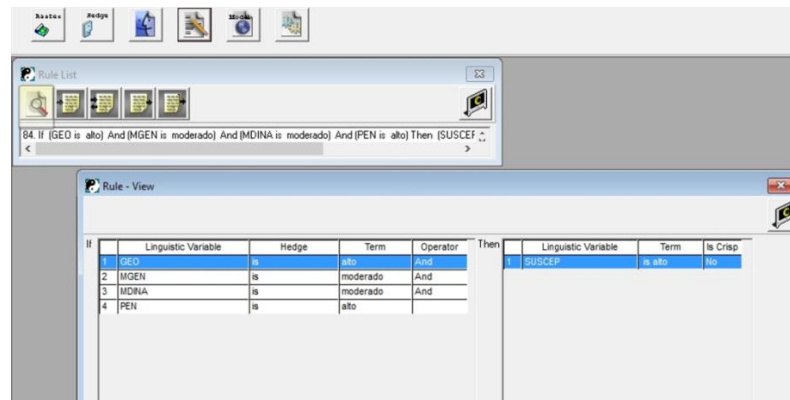 Raster Hedge Model
Rule List
84. If (GEO is alto) And (MGEN is moderado) And (MDINA is moderado) And (PEN is alto) Then (SUSCEF
Rule - View
If Linguistic Variable Hedge Term Operator Then Linguistic Variable Term Is Crisp
1 GEO is alto And 1 SUSCEP is alto No
2 MGEN is moderado And
3 MDINA is moderado And
4 PEN is alto